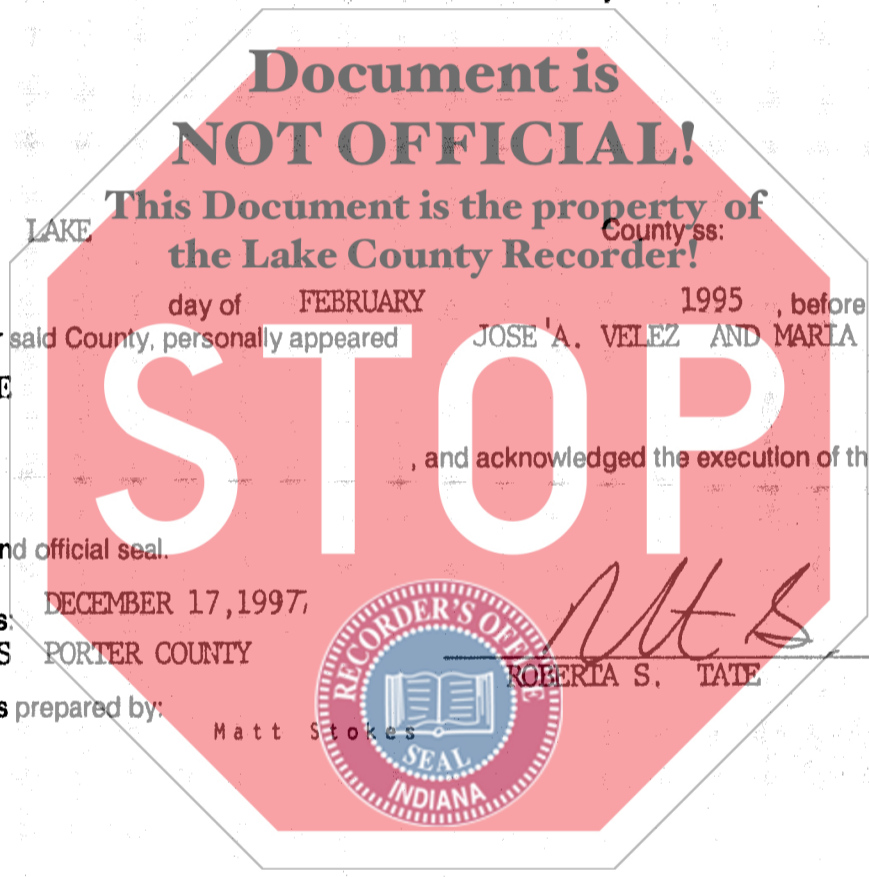 Document is
NOT OFFICIAL!
This Document is the property of
the Lake County Recorder!
LAKE County ss:
day of FEBRUARY 1995 , before
said County, personally appeared JOSE A. VELEZ AND MARIA
STOP
, and acknowledged the execution of th
nd official seal.
s: DECEMBER 17,1997
S PORTER COUNTY
ROBERTA S. TATE
s prepared by:
Matt Stokes
RECORDER'S OFFICE
SEAL
INDIANA